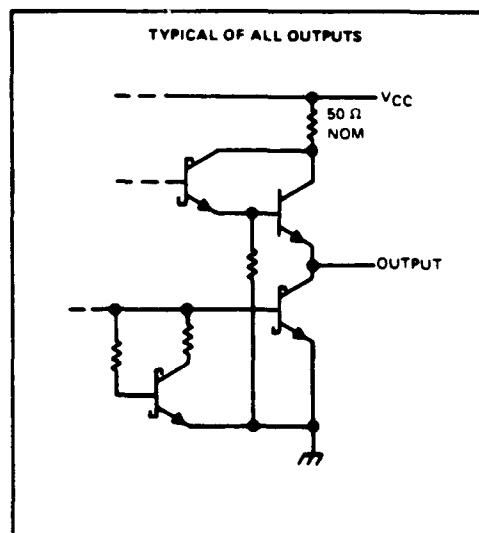 TYPICAL OF ALL OUTPUTS
VCC
50 Ω
NOM
OUTPUT